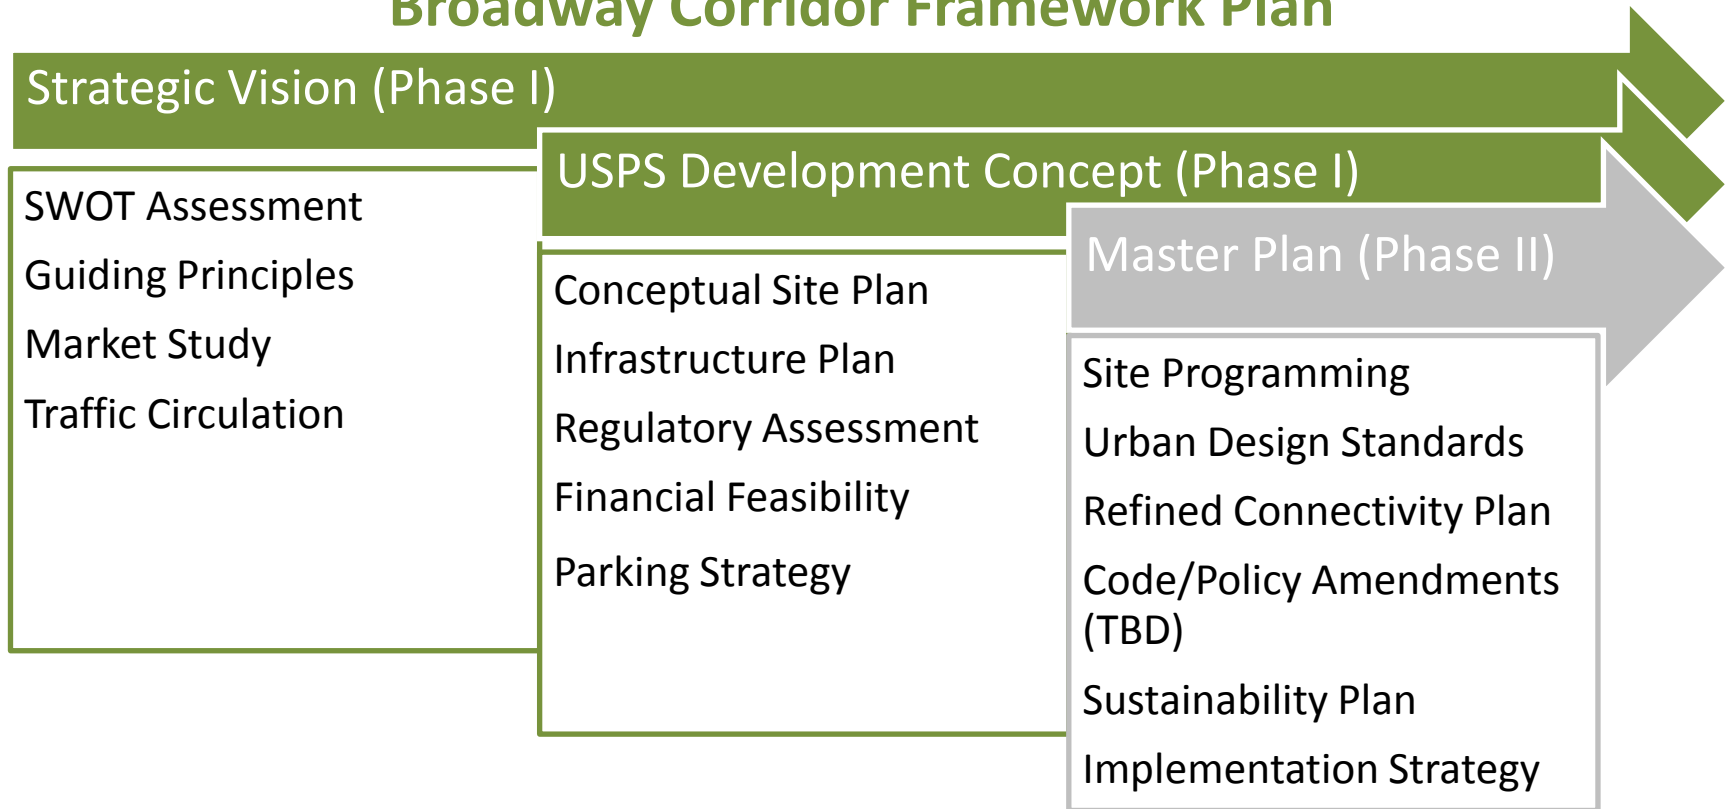 Broadway Corridor Framework Plan
Strategic Vision (Phase I)
SWOT Assessment
Guiding Principles
Market Study
Traffic Circulation
USPS Development Concept (Phase I)
Conceptual Site Plan
Infrastructure Plan
Regulatory Assessment
Financial Feasibility
Parking Strategy
Master Plan (Phase II)
Site Programming
Urban Design Standards
Refined Connectivity Plan
Code/Policy Amendments
(TBD)
Sustainability Plan
Implementation Strategy